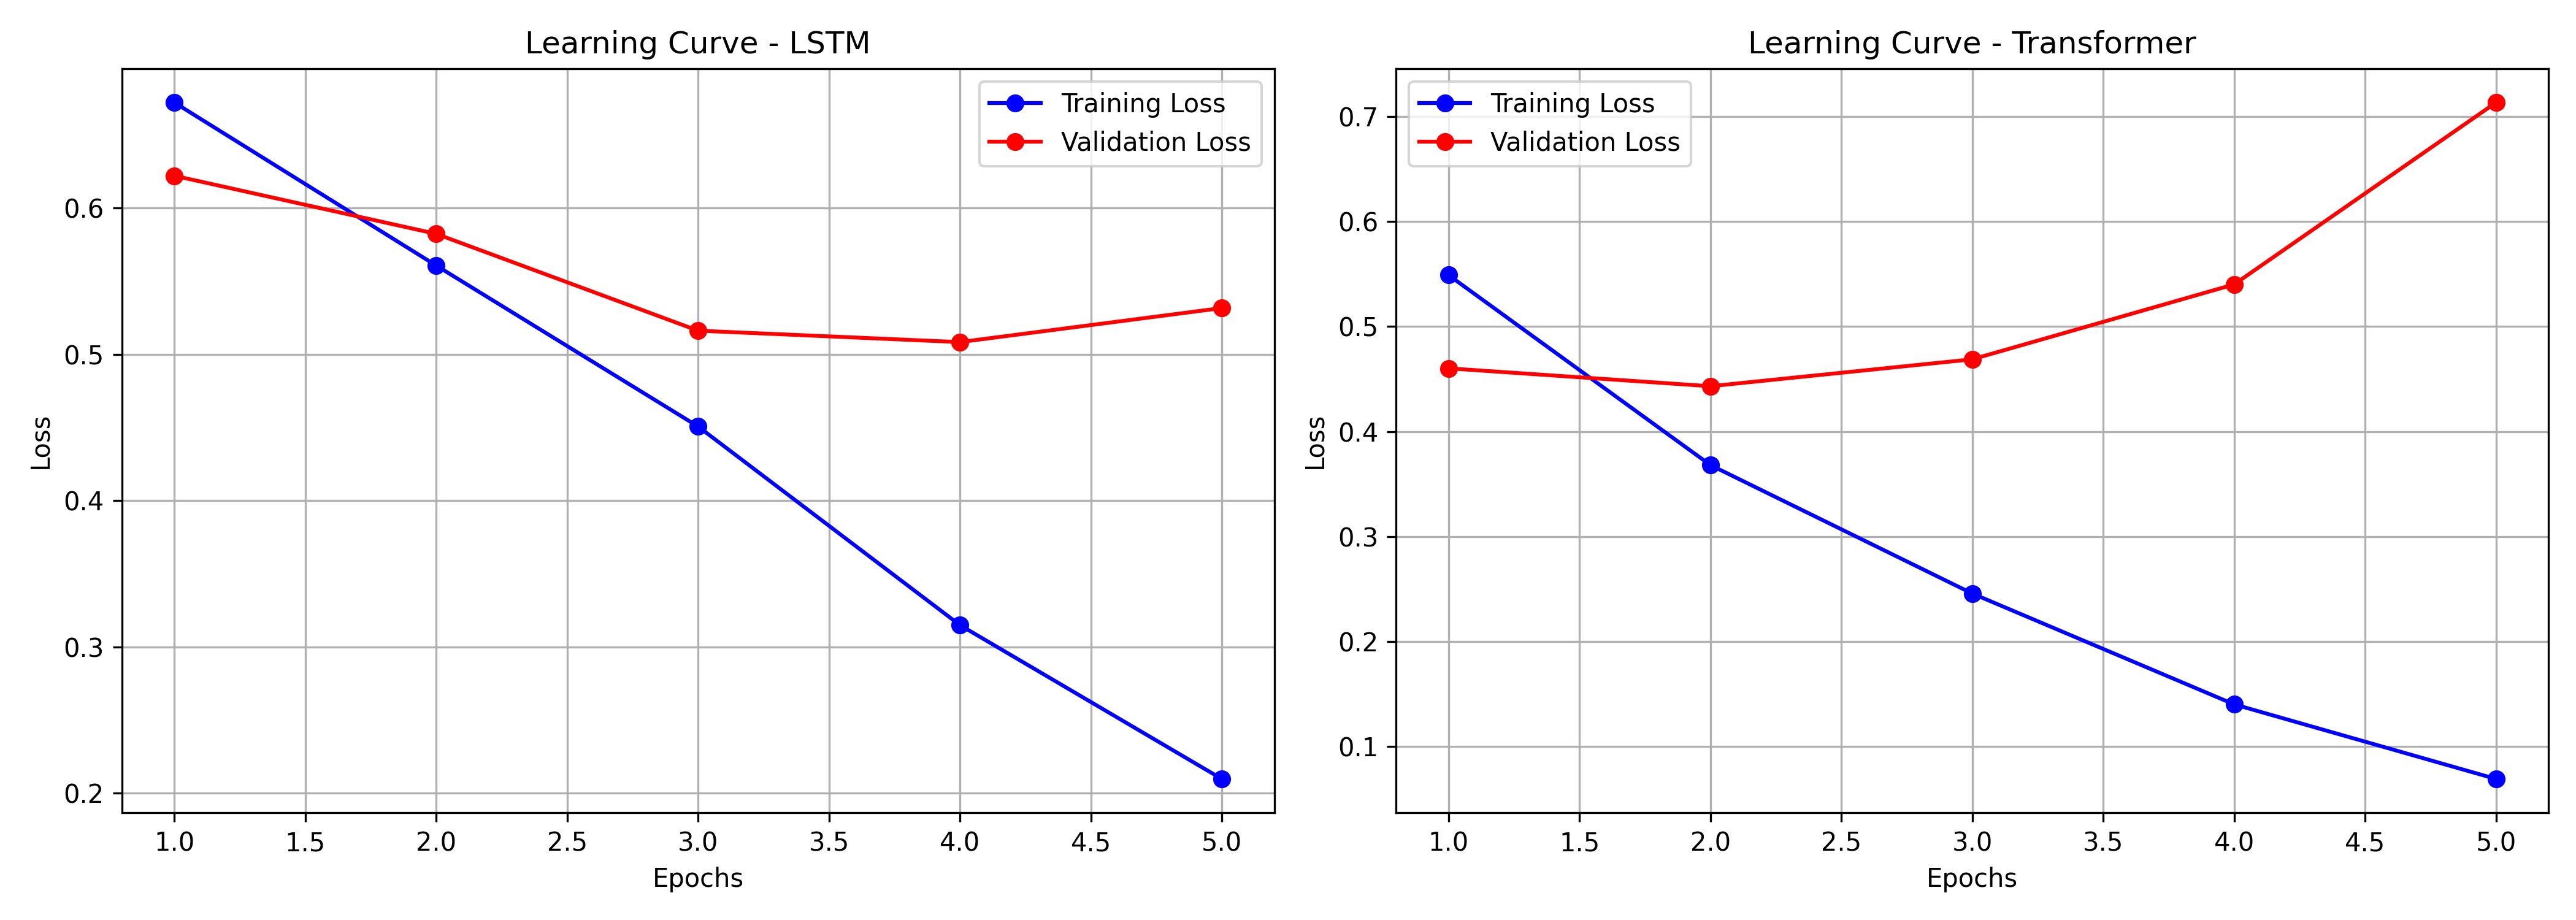 Learning Curve - LSTM
Training Loss
Validation Loss
Loss
0.6
0.5
0.4
0.3
0.2
1.0 1.5 2.0 2.5 3.0 3.5 4.0 4.5 5.0
Epochs
Learning Curve - Transformer
Training Loss
Validation Loss
Loss
0.7
0.6
0.5
0.4
0.3
0.2
0.1
1.0 1.5 2.0 2.5 3.0 3.5 4.0 4.5 5.0
Epochs